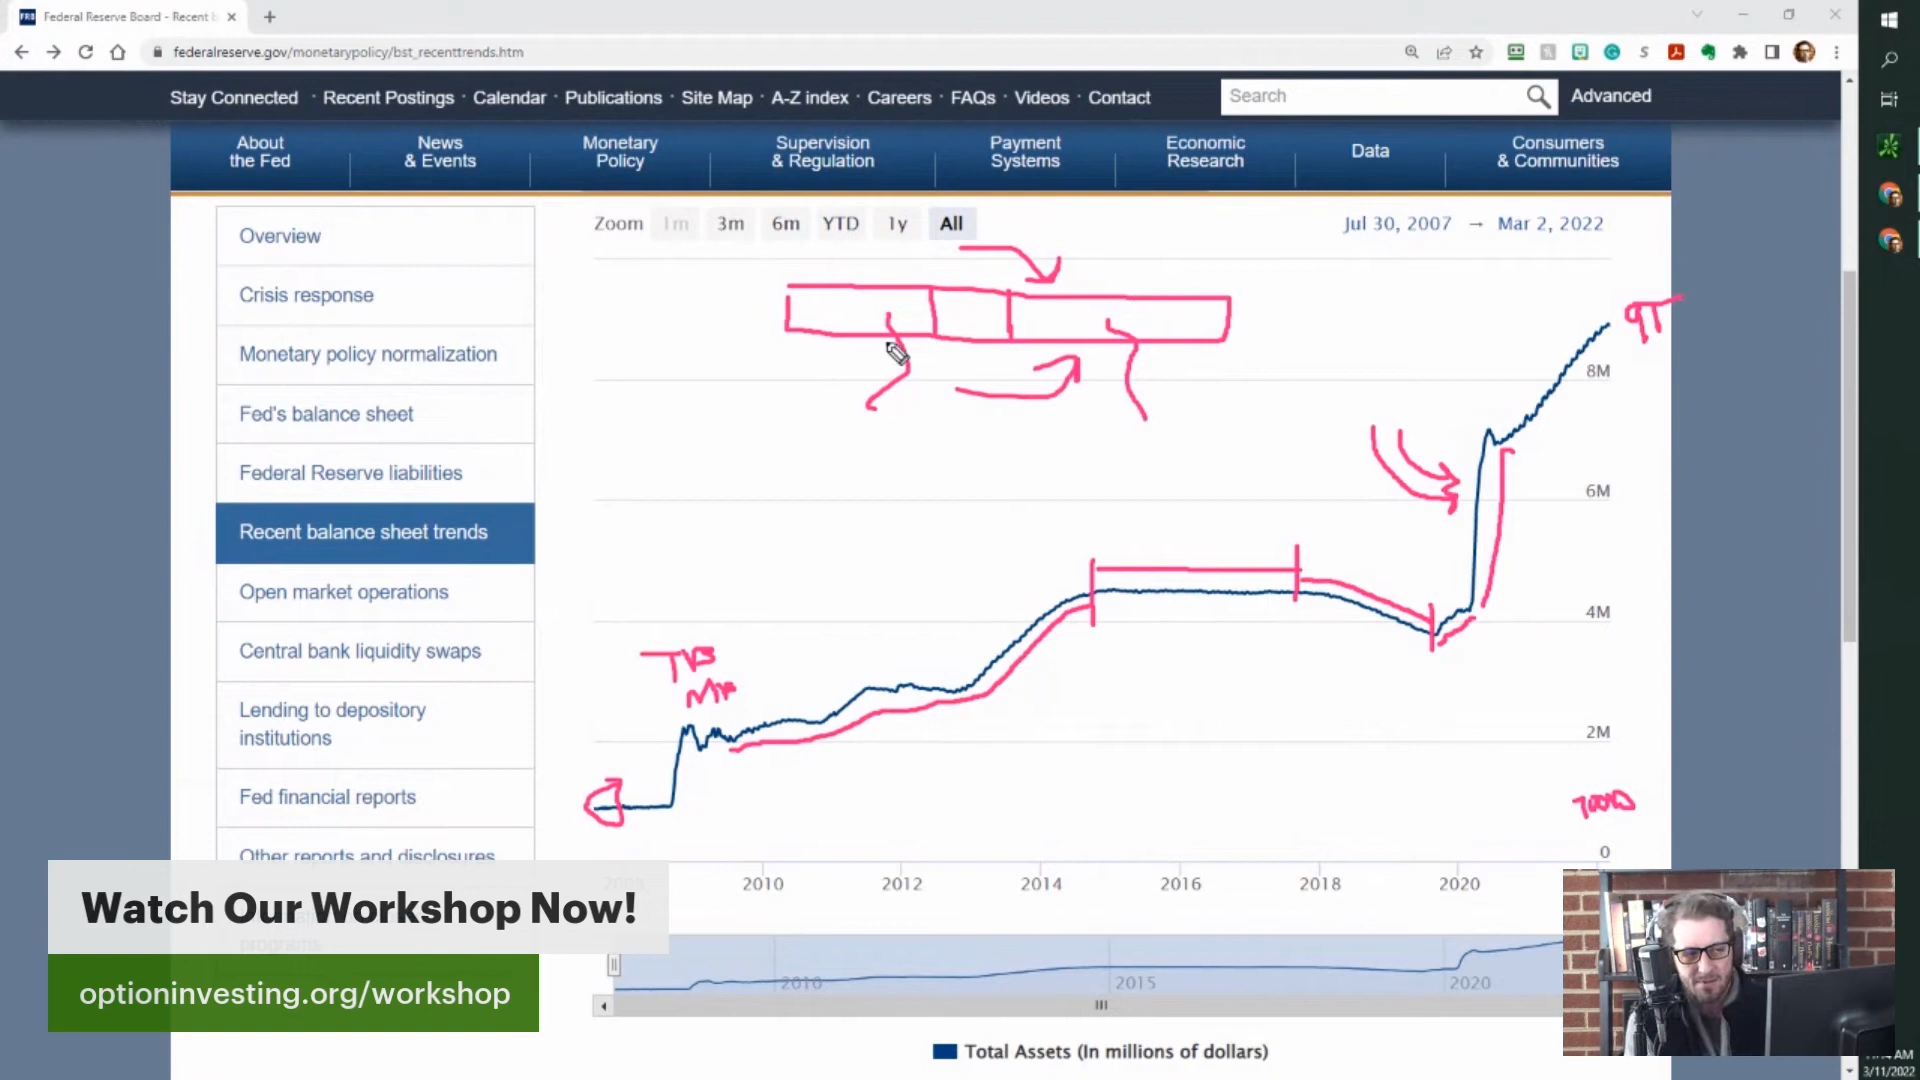 Federal Reserve Board - Recent b
federalreserve.gov/monetarypolicy/bst_recenttrends.htm
Stay Connected · Recent Postings · Calendar · Publications · Site Map · A-Z index · Careers · FAQs · Videos · Contact
Search
Advanced
About the Fed
News & Events
Monetary Policy
Supervision & Regulation
Payment Systems
Economic Research
Data
Consumers & Communities
Overview
Crisis response
Monetary policy normalization
Fed's balance sheet
Federal Reserve liabilities
Recent balance sheet trends
Open market operations
Central bank liquidity swaps
Lending to depository
institutions
Fed financial reports
Other reports and disclosures
programs
Zoom 1m 3m 6m YTD 1y All
Jul 30, 2007 → Mar 2, 2022
9T
8M
6M
4M
2M
0
2010 2012 2014 2016 2018 2020
2010 2015 2020
Total Assets (In millions of dollars)
Watch Our Workshop Now!
optioninvesting.org/workshop
3/11/2022